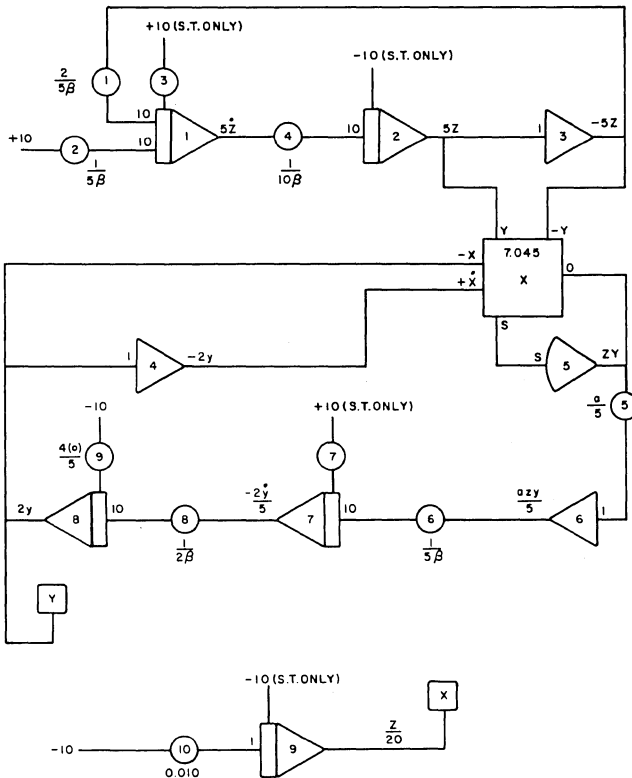 +10 (S.T. ONLY)
-10 (S.T. ONLY)
2
5β
1
3
10
+10
2
10
1
5β
1
5Ż
4
1
10β
10
2
5Z
1
3
-5Z
Y
-Y
7.045
X
-X
+X
O
S
S
5
ZY
a
5
5
1
4
-2y
-10
+10 (S.T. ONLY)
4(o)
5
9
7
2y
8
10
8
1
2β
-2ẏ
5
7
10
6
1
5β
azy
5
6
1
Y
-10 (S.T. ONLY)
X
-10
10
0.010
1
9
Z
20